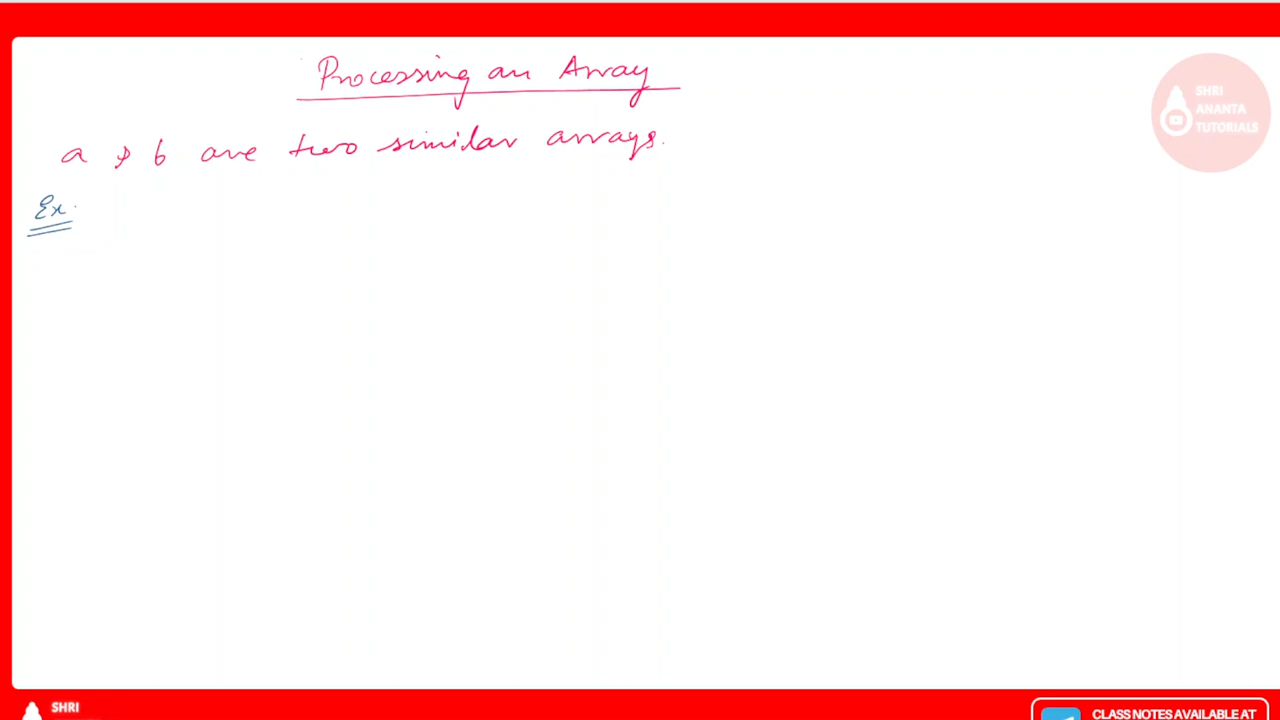 Processing an Array
a & b are two similar arrays.
Ex.
SHRI
ANANTA
TUTORIALS
SHRI
CLASS NOTES AVAILABLE AT